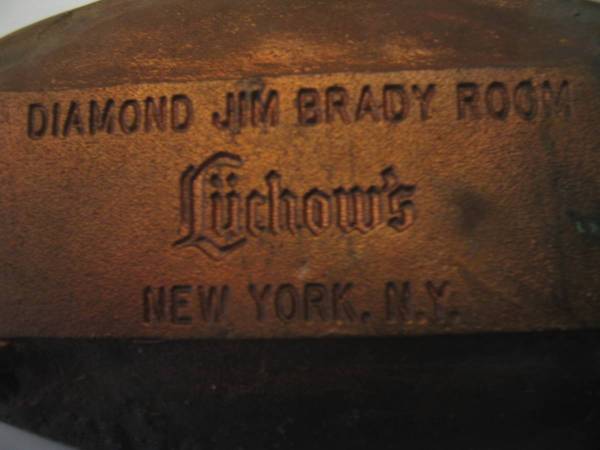 DIAMOND JIM BRADY ROOM
Lüchow's
NEW YORK, N.Y.